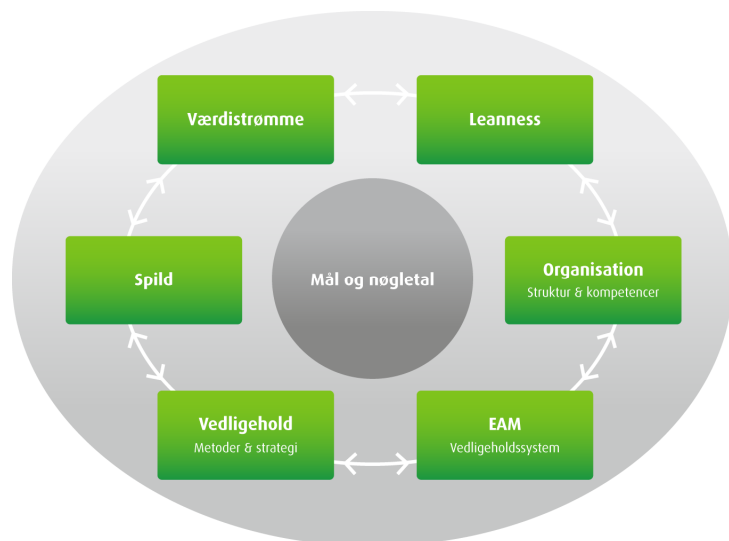 Værdistrømme
Leanness
Spild
Mål og nøgletal
Organisation
Struktur & kompetencer
Vedligehold
Metoder & strategi
EAM
Vedligeholdssystem